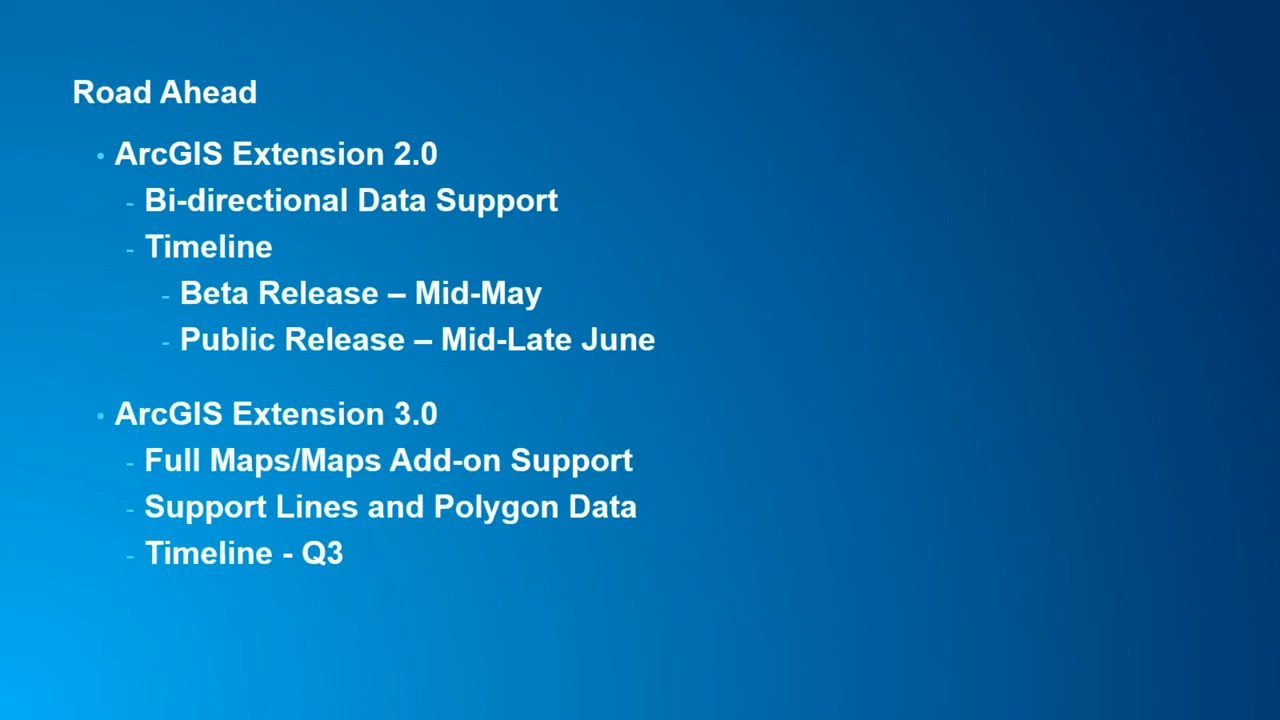 Road Ahead
• ArcGIS Extension 2.0
- Bi-directional Data Support
- Timeline
- Beta Release – Mid-May
- Public Release – Mid-Late June
• ArcGIS Extension 3.0
- Full Maps/Maps Add-on Support
- Support Lines and Polygon Data
- Timeline - Q3